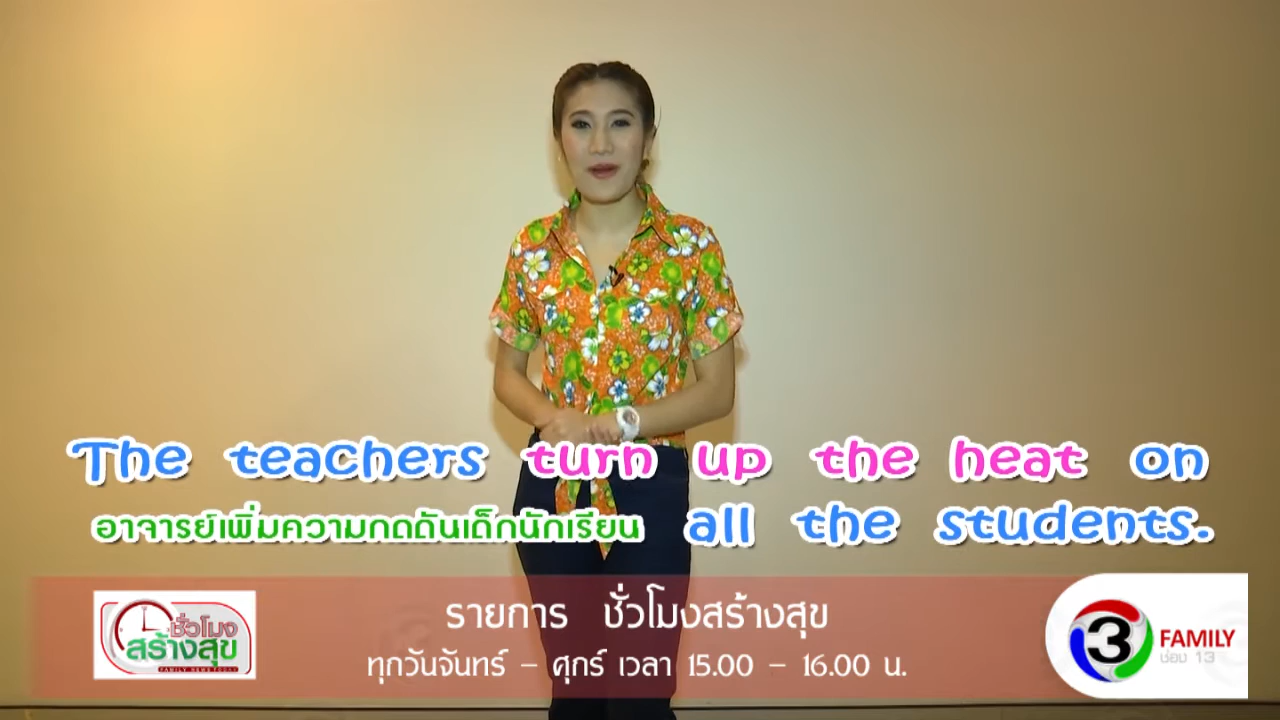 The teachers turn up the heat on
อาจารย์เพิ่มความกดดันเด็กนักเรียน all the students.
รายการ ชั่วโมงสร้างสุข
ทุกวันจันทร์ – ศุกร์ เวลา 15.00 – 16.00 น.
ชั่วโมง
สร้างสุข
FAMILY NEWS TODAY
3 FAMILY
ช่อง 13